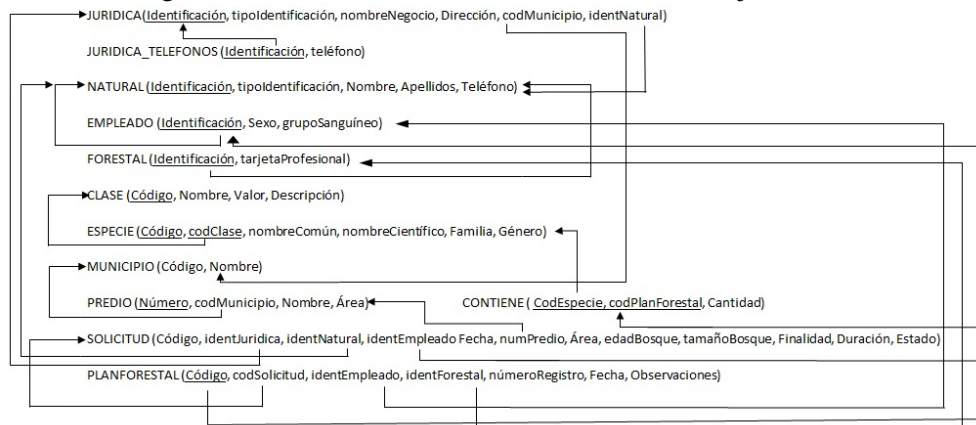 JURIDICA(Identificación, tipoIdentificación, nombreNegocio, Dirección, codMunicipio, identNatural)
JURIDICA_TELEFONOS (Identificación, teléfono)
NATURAL (Identificación, tipoIdentificación, Nombre, Apellidos, Teléfono)
EMPLEADO (Identificación, Sexo, grupoSanguíneo)
FORESTAL (Identificación, tarjetaProfesional)
CLASE (Código, Nombre, Valor, Descripción)
ESPECIE (Código, codClase, nombreComún, nombreCientífico, Familia, Género)
MUNICIPIO (Código, Nombre)
PREDIO (Número, codMunicipio, Nombre, Área) CONTIENE ( CodEspecie, codPlanForestal, Cantidad)
SOLICITUD (Código, identJuridica, identNatural, identEmpleado Fecha, numPredio, Área, edadBosque, tamañoBosque, Finalidad, Duración, Estado)
PLANFORESTAL (Código, codSolicitud, identEmpleado, identForestal, númeroRegistro, Fecha, Observaciones)